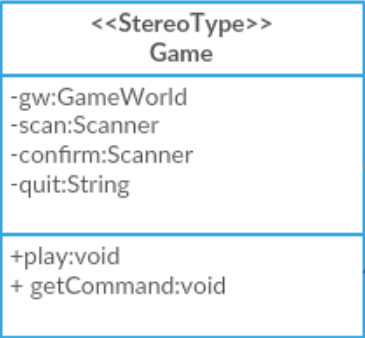 <<StereoType>>
Game
-gw:GameWorld
-scan:Scanner
-confirm:Scanner
-quit:String
+play:void
+ getCommand:void